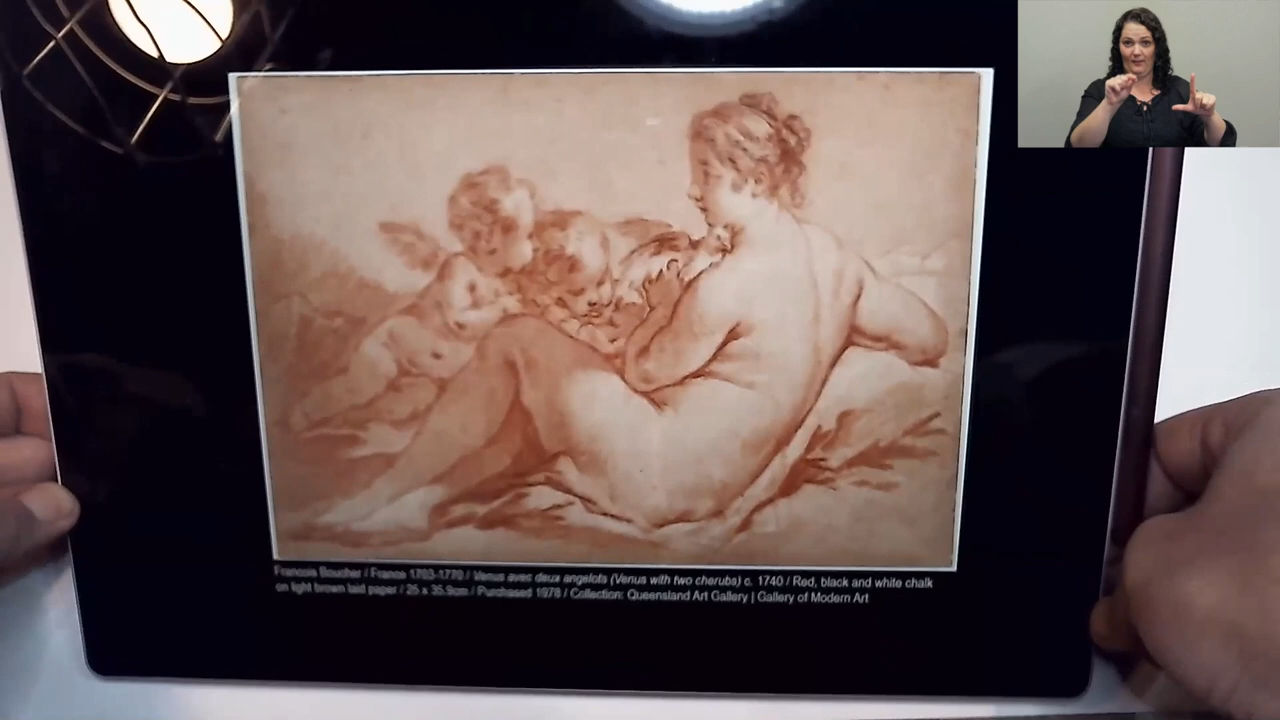 François Boucher / France 1703-1770 / Venus avec deux angelots (Venus with two cherubs) c. 1740 / Red, black and white chalk
on light brown laid paper / 25 x 35.9cm / Purchased 1978 / Collection: Queensland Art Gallery | Gallery of Modern Art